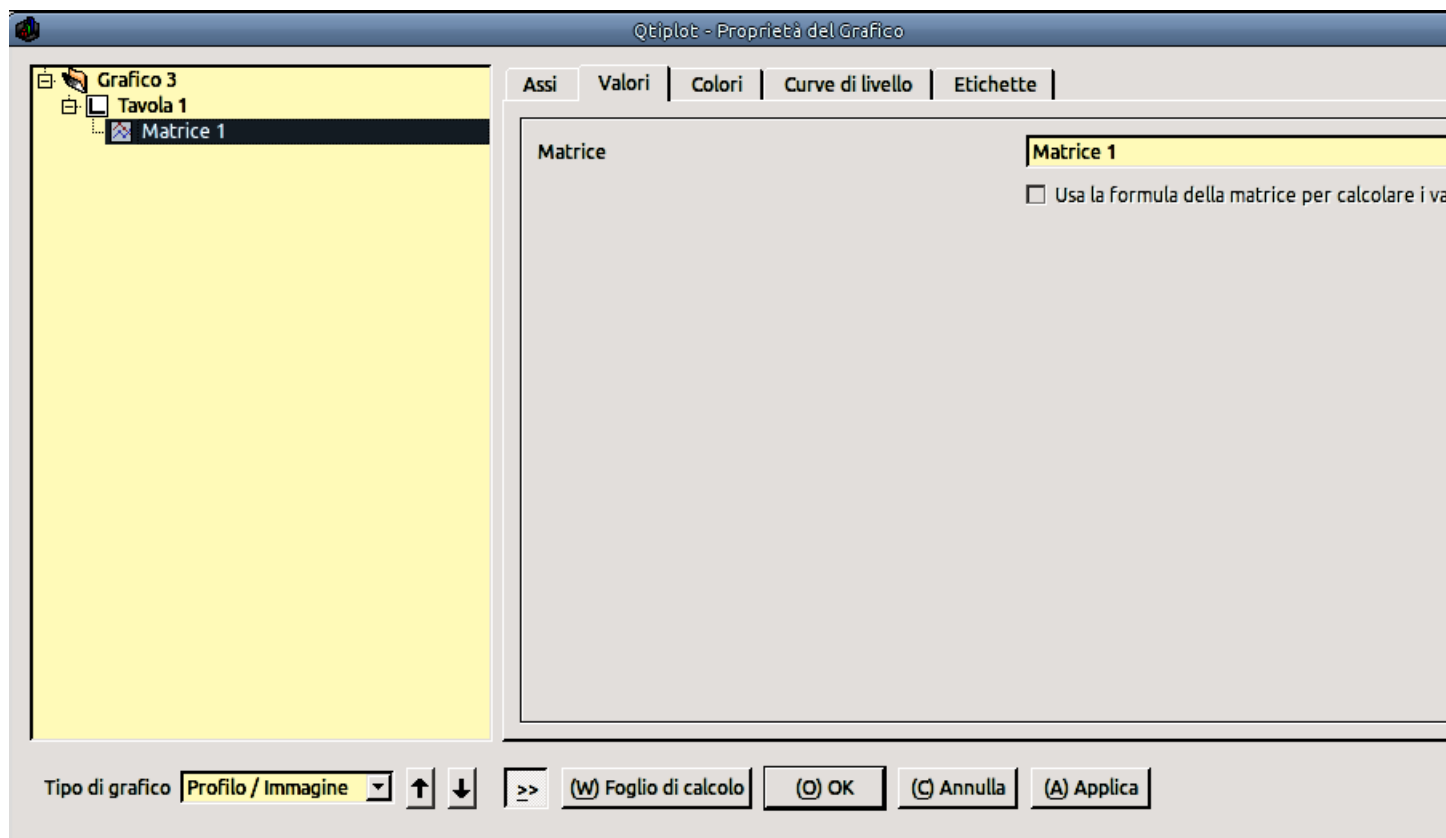 Qtiplot - Proprietà del Grafico
Grafico 3
Tavola 1
Matrice 1
Assi Valori Colori Curve di livello Etichette
Matrice Matrice 1
Usa la formula della matrice per calcolare i va
Tipo di grafico Profilo / Immagine >> (W) Foglio di calcolo (O) OK (C) Annulla (A) Applica